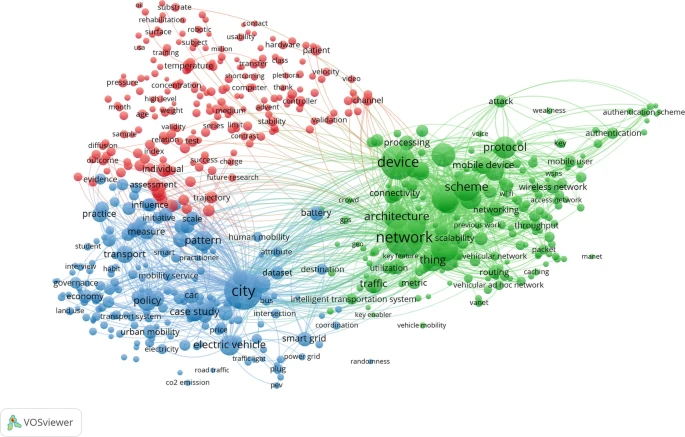 substrate
rehabilitation
contact
surface
robotic
usability
usa
subject
million
hardware
patient
training
temperature
transfer
class
shortcoming
plethora
velocity
video
pressure
concentration
computer
thank
high level
controller
channel
month
weight
medium
advent
age
series
limit
stability
validation
sample
validity
contrast
relation
test
diffusion
index
outcome
success
charge
individual
evidence
future research
assessment
trajectory
attack
weakness
authentication scheme
voice
authentication
processing
protocol
key
device
mobile device
mobile user
wsns
scheme
wireless network
connectivity
wi fi
access network
crowd
networking
architecture
gps
previous work
throughput
network
scalability
geo
packet
key feature
vehicular network
manet
thing
utilization
routing
caching
traffic
metric
vehicular ad hoc network
intelligent transportation system
vanet
key enabler
vehicle mobility
influence
practice
initiative
scale
battery
measure
pattern
human mobility
student
transport
smart
practitioner
attribute
interview
habit
dataset
destination
mobility service
governance
city
economy
policy
car
bus
land use
case study
intersection
transport system
coordination
urban mobility
price
smart grid
electricity
electric vehicle
traffic light
power grid
randomness
road traffic
plug
co2 emission
pev
VOSviewer